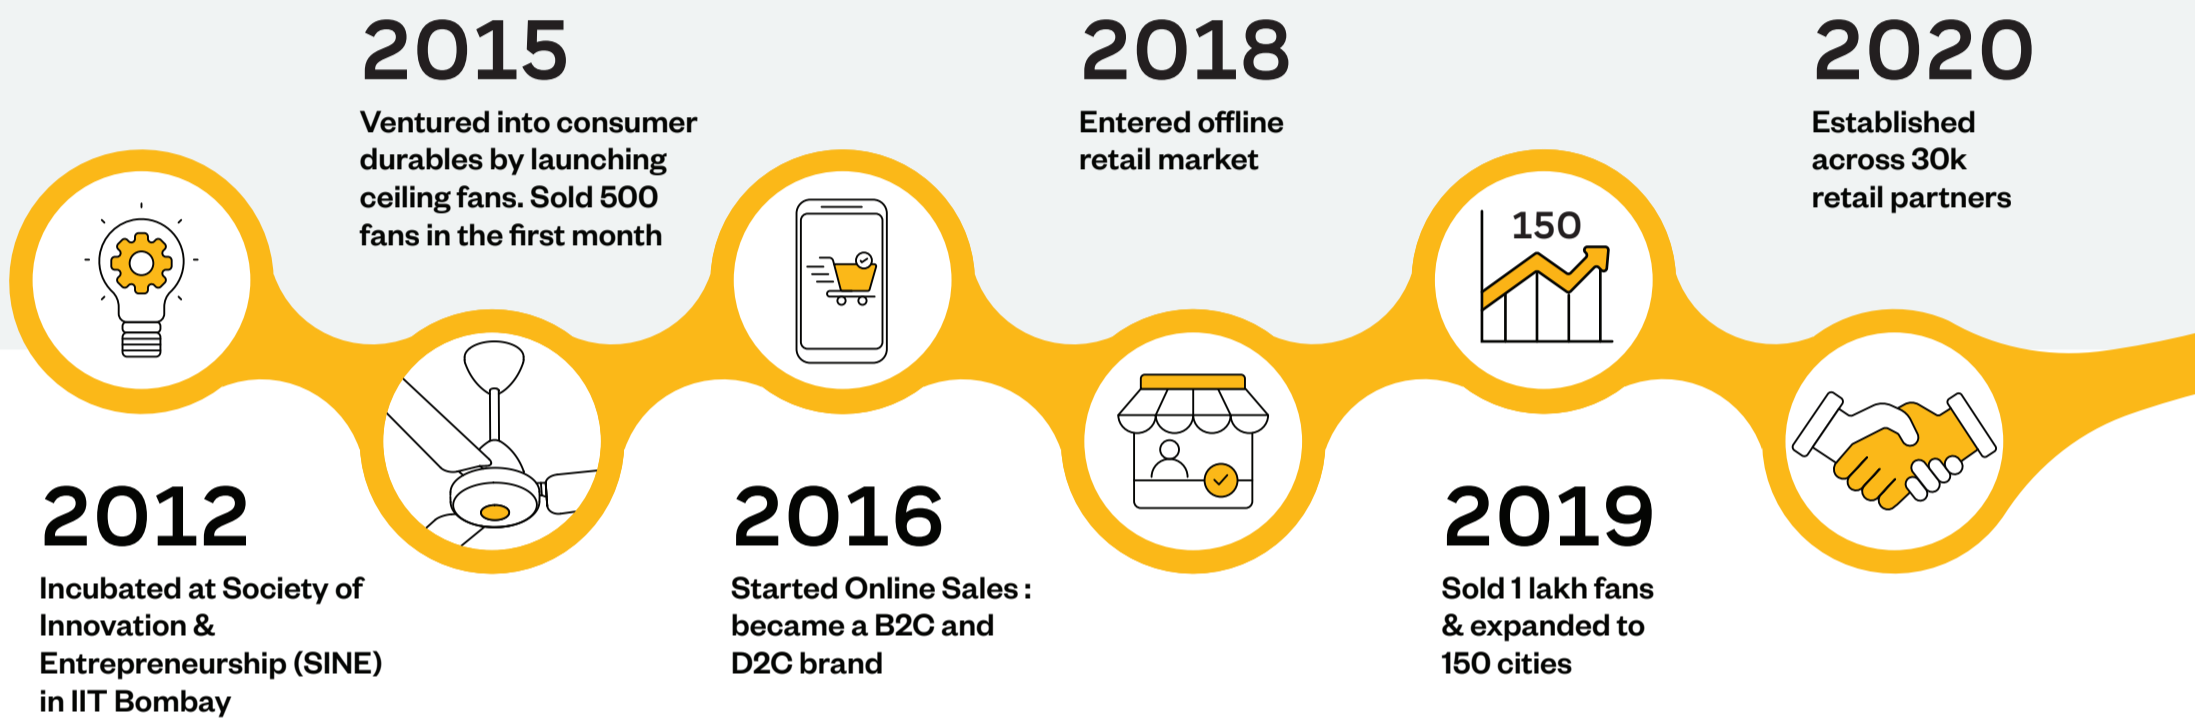 2012
Incubated at Society of
Innovation &
Entrepreneurship (SINE)
in IIT Bombay
2015
Ventured into consumer
durables by launching
ceiling fans. Sold 500
fans in the first month
2016
Started Online Sales :
became a B2C and
D2C brand
2018
Entered offline
retail market
150
2019
Sold 1 lakh fans
& expanded to
150 cities
2020
Established
across 30k
retail partners